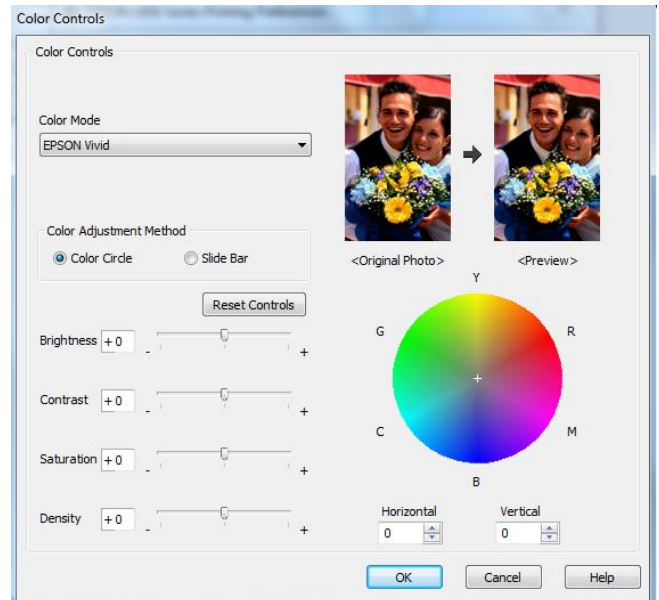 Color Controls
Color Controls
Color Mode
EPSON Vivid
Color Adjustment Method
Color Circle
Slide Bar
Reset Controls
Brightness +0 - +
Contrast +0 - +
Saturation +0 - +
Density +0 - +
<Original Photo>
<Preview>
Y
G
R
C
M
B
Horizontal
Vertical
0
0
OK
Cancel
Help